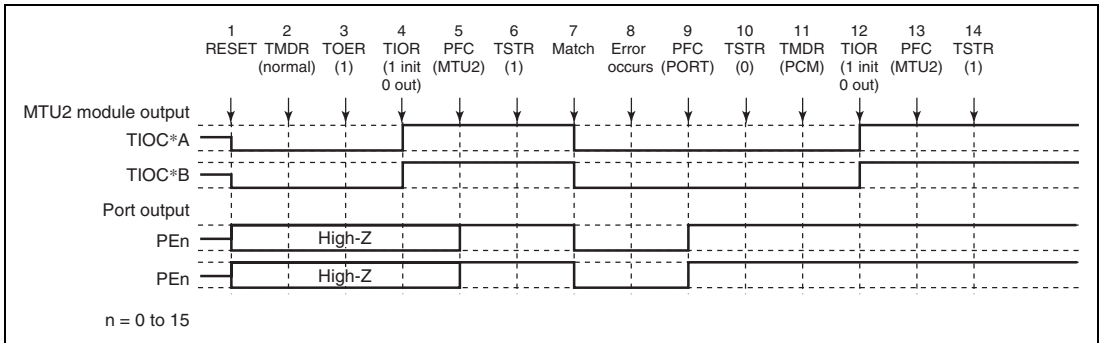 1 2 3 4 5 6 7 8 9 10 11 12 13 14
RESET TMDR TOER TIOR PFC TSTR Match Error PFC TSTR TMDR TIOR PFC TSTR
(normal) (1) (1 init (MTU2) (1) occurs (PORT) (0) (PCM) (1 init (MTU2) (1)
0 out) 0 out)
MTU2 module output
TIOC*A
TIOC*B
Port output
PEn High-Z
PEn High-Z
n = 0 to 15